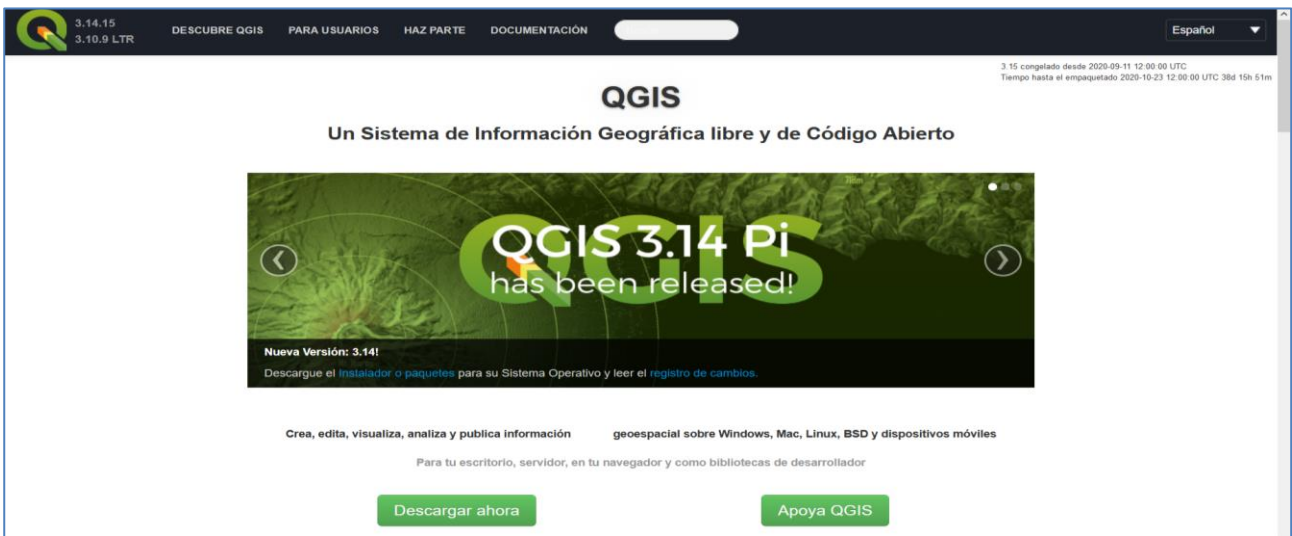 3.14.15
3.10.9 LTR
DESCUBRE QGIS PARA USUARIOS HAZ PARTE DOCUMENTACIÓN
Español
3.15 congelado desde 2020-09-11 12:00:00 UTC
Tiempo hasta el empaquetado 2020-10-23 12:00:00 UTC 38d 15h 51m
QGIS
Un Sistema de Información Geográfica libre y de Código Abierto
QGIS
QGIS 3.14 Pi
has been released!
Nueva Versión: 3.14!
Descargue el Instalador o paquetes para su Sistema Operativo y leer el registro de cambios.
Crea, edita, visualiza, analiza y publica información geoespacial sobre Windows, Mac, Linux, BSD y dispositivos móviles
Para tu escritorio, servidor, en tu navegador y como bibliotecas de desarrollador
Descargar ahora Apoya QGIS